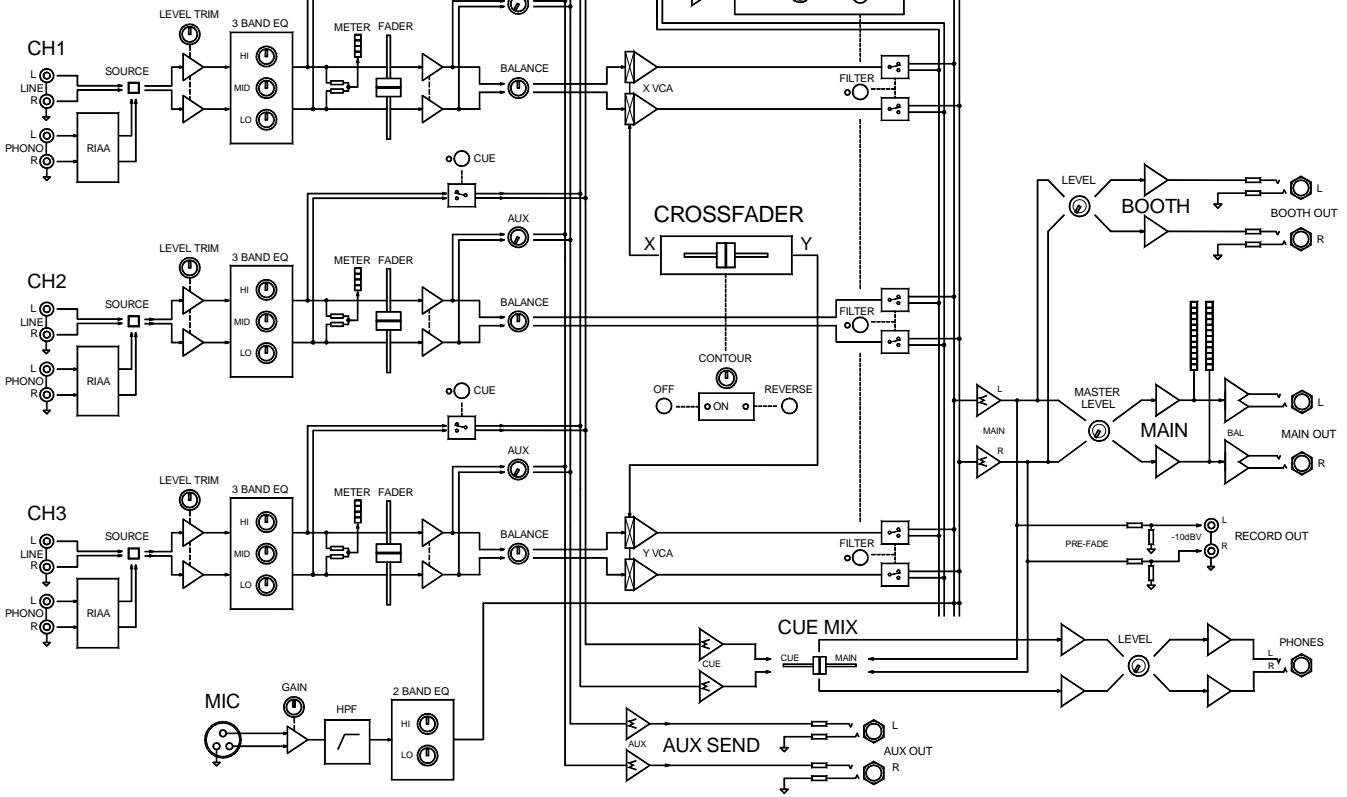 LEVEL TRIM
3 BAND EQ
METER
FADER
CH1
L
LINE
R
SOURCE
HI
MID
LO
BALANCE
L
PHONO
R
RIAA
X VCA
FILTER
CUE
AUX
LEVEL TRIM
3 BAND EQ
METER
FADER
CH2
L
LINE
R
SOURCE
HI
MID
LO
BALANCE
L
PHONO
R
RIAA
CROSSFADER
X
Y
FILTER
CONTOUR
OFF
ON
REVERSE
CUE
AUX
LEVEL TRIM
3 BAND EQ
METER
FADER
CH3
L
LINE
R
SOURCE
HI
MID
LO
BALANCE
L
PHONO
R
RIAA
Y VCA
FILTER
LEVEL
BOOTH
L
BOOTH OUT
R
L
MAIN
R
MASTER
LEVEL
MAIN
BAL
L
MAIN OUT
R
PRE-FADE
-10dBV
L
R
RECORD OUT
CUE MIX
CUE
CUE
MAIN
LEVEL
PHONES
L
R
MIC
GAIN
HPF
2 BAND EQ
HI
LO
AUX
AUX SEND
L
AUX OUT
R